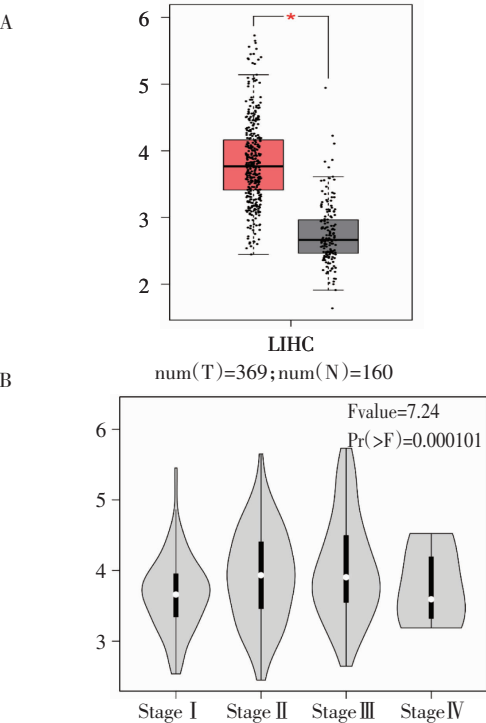 A
*
6
5
4
3
2
LIHC
num(T)=369;num(N)=160
B
Fvalue=7.24
Pr(>F)=0.000101
6
5
4
3
Stage Ⅰ Stage Ⅱ Stage Ⅲ Stage Ⅳ